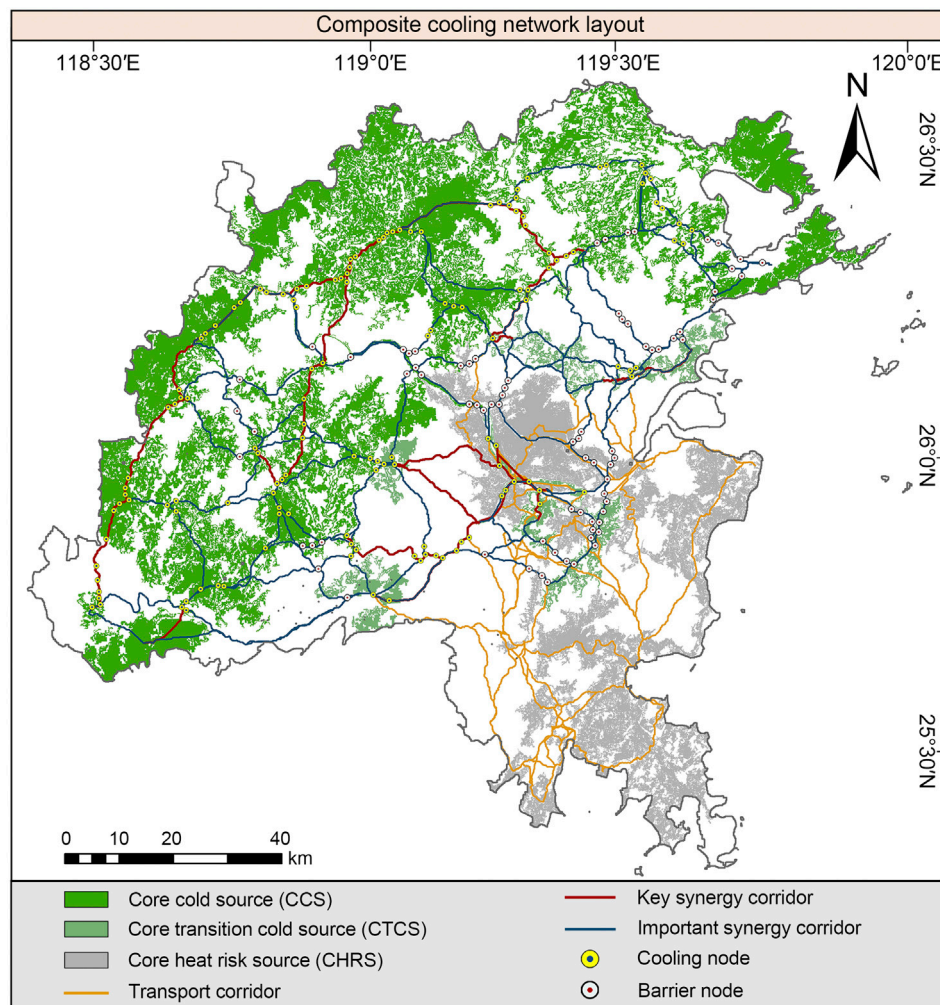 Composite cooling network layout
118°30′E 119°0′E 119°30′E 120°0′E
N
26°30′N
26°0′N
25°30′N
0 10 20 40
km
Core cold source (CCS)
Core transition cold source (CTCS)
Core heat risk source (CHRS)
Transport corridor
Key synergy corridor
Important synergy corridor
Cooling node
Barrier node